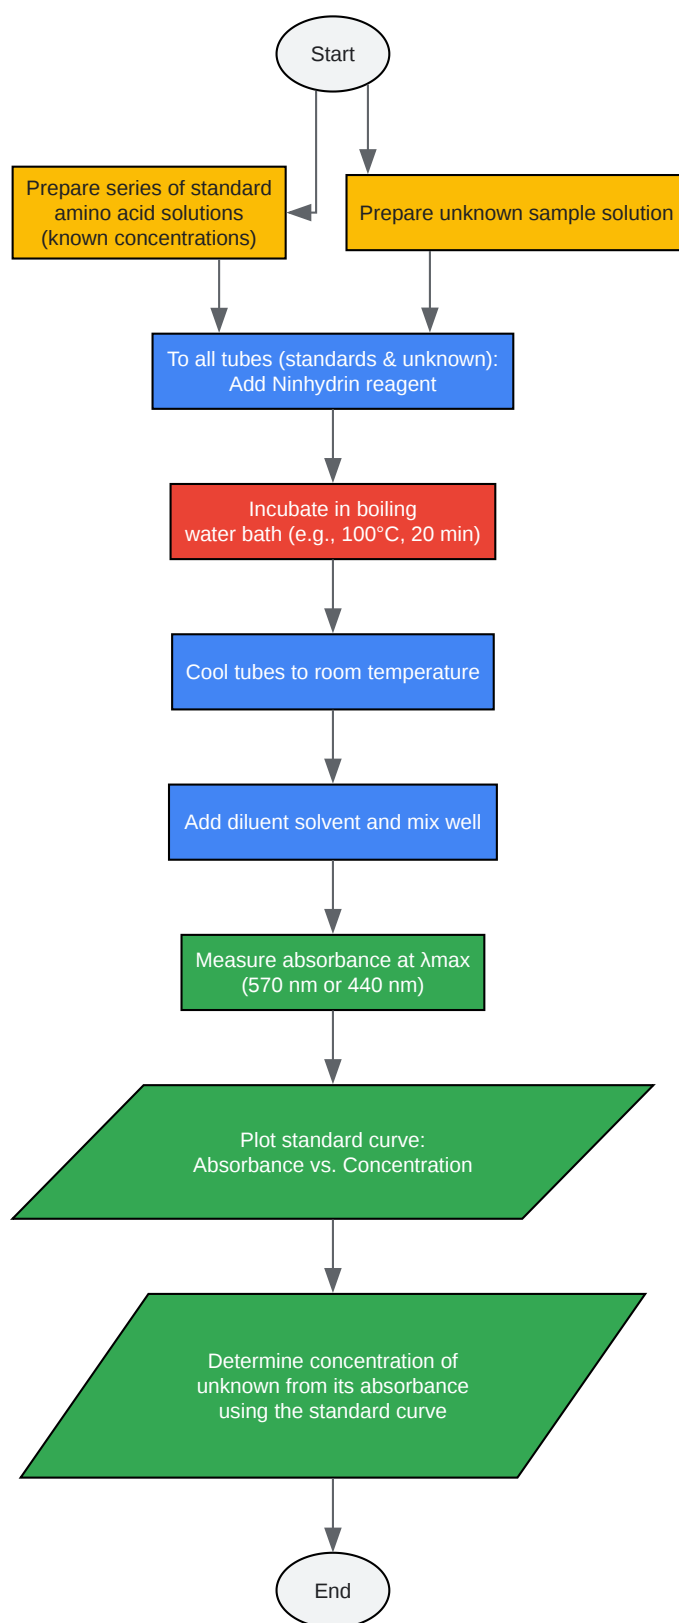 Start
Prepare series of standard
amino acid solutions
(known concentrations)
Prepare unknown sample solution
To all tubes (standards & unknown):
Add Ninhydrin reagent
Incubate in boiling
water bath (e.g., 100°C, 20 min)
Cool tubes to room temperature
Add diluent solvent and mix well
Measure absorbance at λmax
(570 nm or 440 nm)
Plot standard curve:
Absorbance vs. Concentration
Determine concentration of
unknown from its absorbance
using the standard curve
End